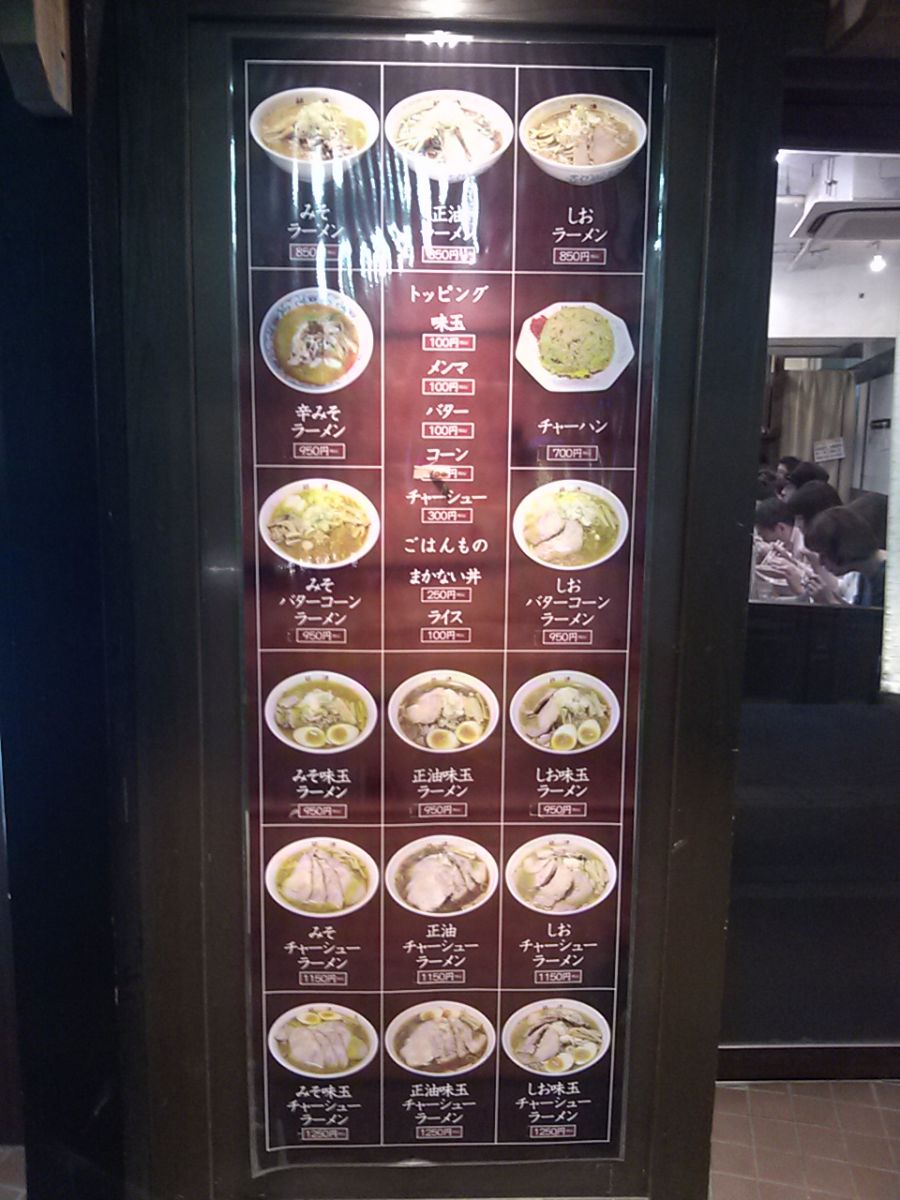 みそ
ラーメン
850円
正油
ラーメン
850円
しお
ラーメン
850円
辛みそ
ラーメン
950円
トッピング
味玉
100円
メンマ
100円
バター
100円
コーン
チャーシュー
300円
ごはんもの
まかない丼
250円
ライス
100円
チャーハン
700円
みそ
バターコーン
ラーメン
950円
しお
バターコーン
ラーメン
950円
みそ味玉
ラーメン
950円
正油味玉
ラーメン
950円
しお味玉
ラーメン
950円
みそ
チャーシュー
ラーメン
1150円
正油
チャーシュー
ラーメン
1150円
しお
チャーシュー
ラーメン
1150円
みそ味玉
チャーシュー
ラーメン
1250円
正油味玉
チャーシュー
ラーメン
1250円
しお味玉
チャーシュー
ラーメン
1250円